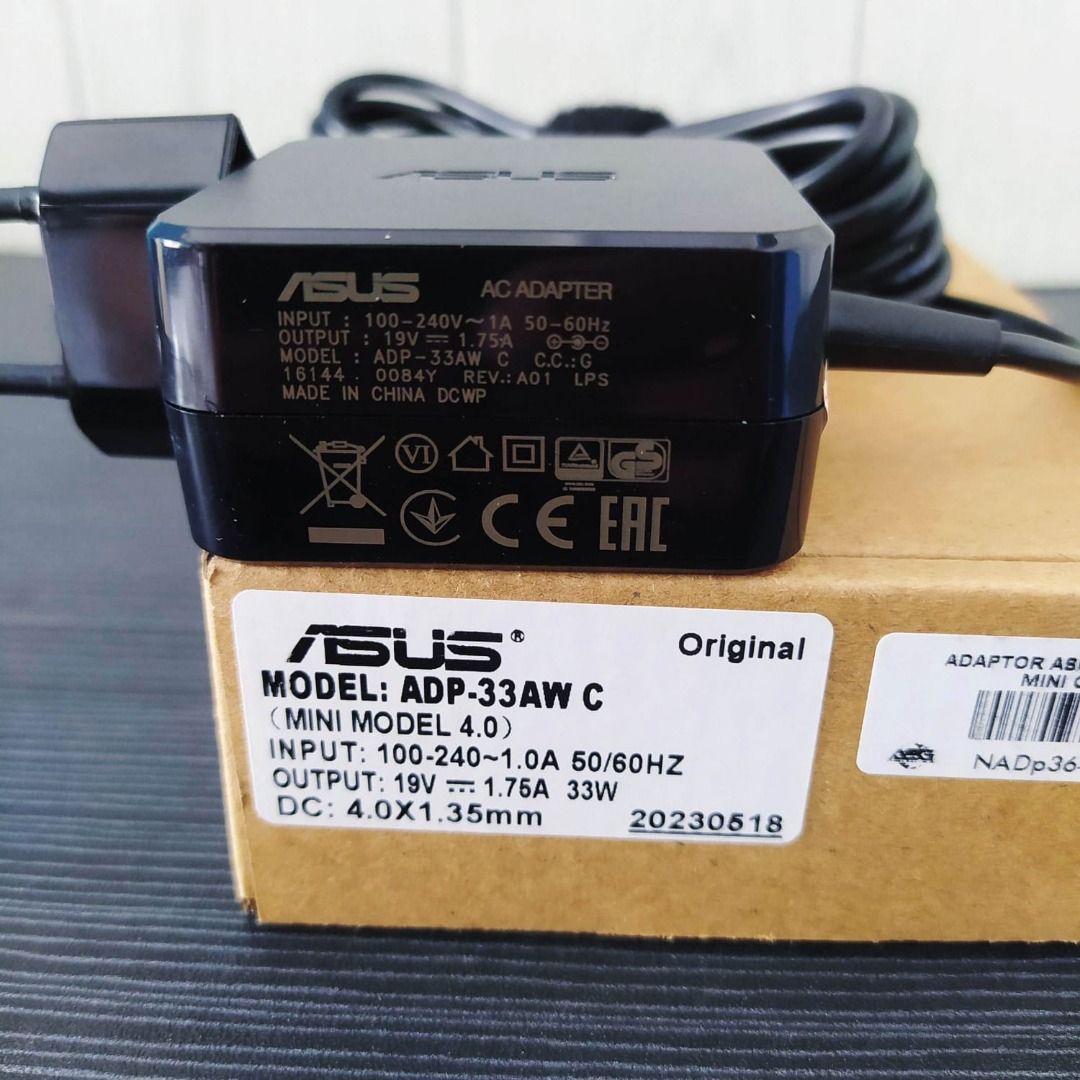 ASUS
ASUS AC ADAPTER
INPUT : 100-240V~1A 50-60Hz
OUTPUT : 19V ⎓ 1.75A
MODEL : ADP-33AW C C.C.:G
16144 . 0084Y REV.: A01 LPS
MADE IN CHINA DCWP
VI
CE EAC
ASUS® Original
MODEL: ADP-33AW C
(MINI MODEL 4.0)
INPUT: 100-240~1.0A 50/60HZ
OUTPUT: 19V ⎓ 1.75A 33W
DC: 4.0X1.35mm 20230518
ADAPTOR
MINI
NADp36